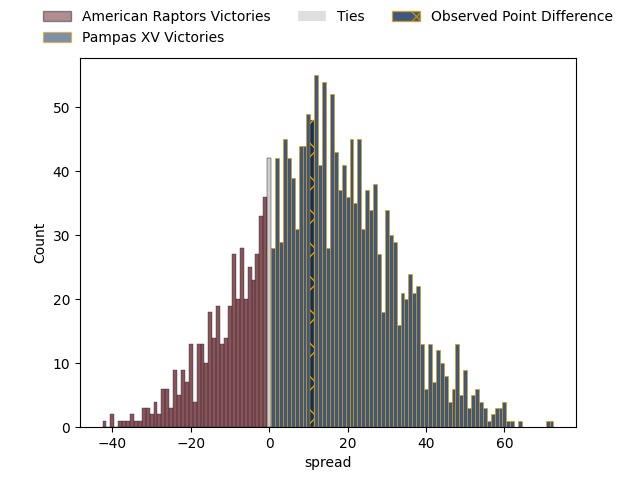 American Raptors Victories
Pampas XV Victories
Ties
Observed Point Difference
Count
50
40
30
20
10
0
−40 −20 0 20 40 60
spread